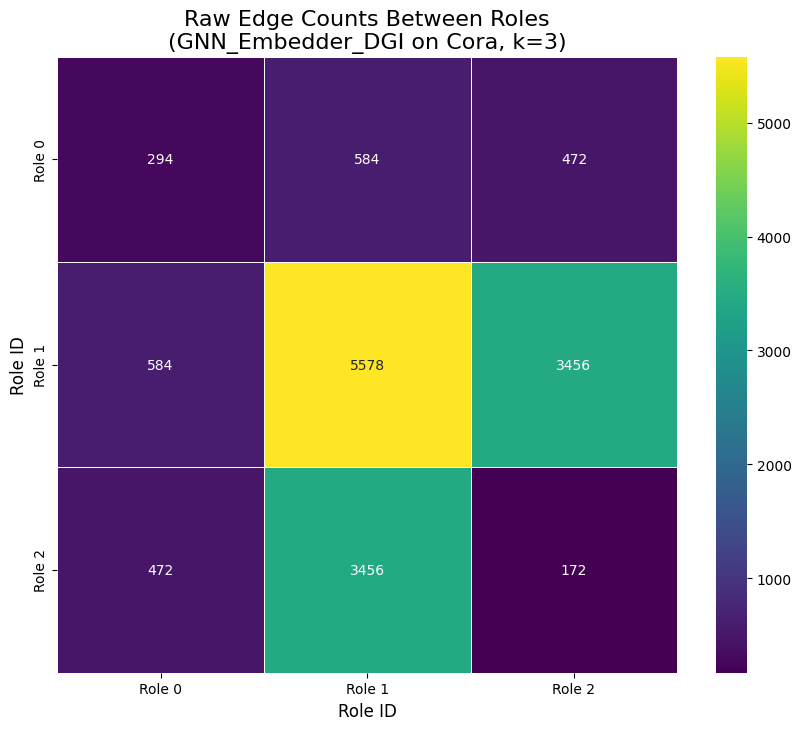 Raw Edge Counts Between Roles
(GNN_Embedder_DGI on Cora, k=3)
Role 0
294
584
472
Role 1
584
5578
3456
Role 2
472
3456
172
Role ID
Role 0
Role 1
Role 2
Role ID
5000
4000
3000
2000
1000